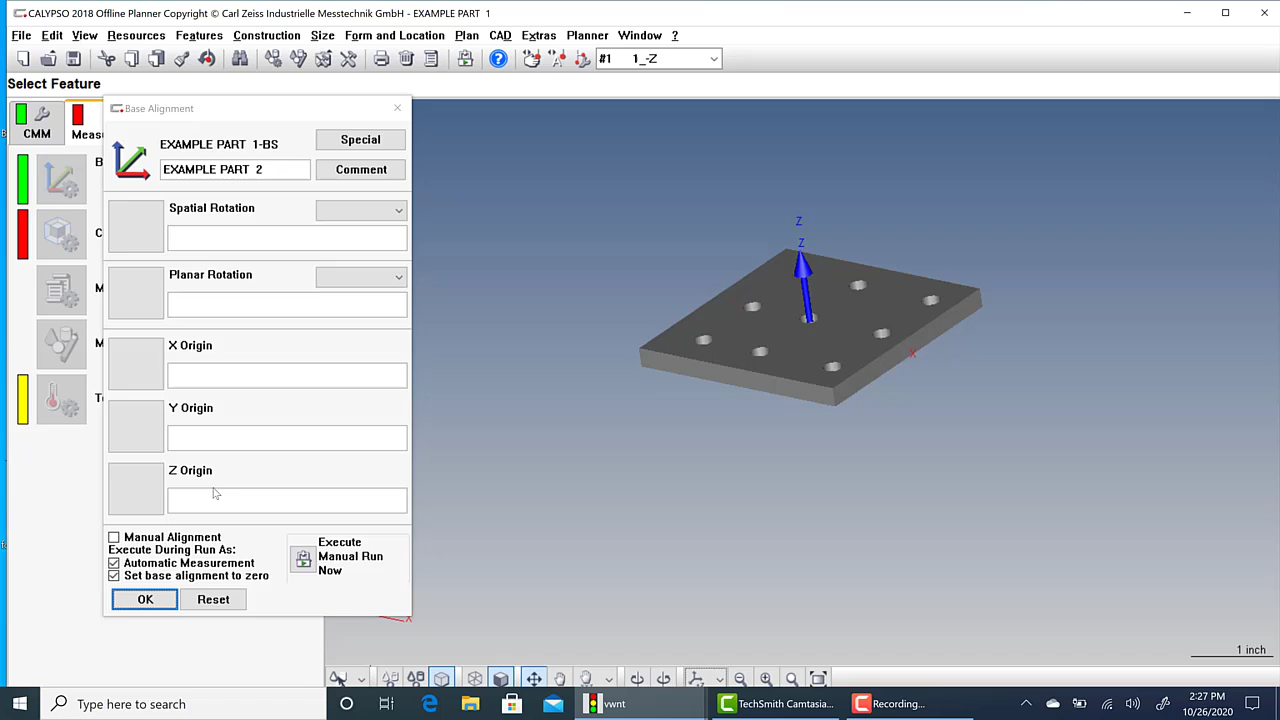 CALYPSO 2018 Offline Planner Copyright © Carl Zeiss Industrielle Messtechnik GmbH - EXAMPLE PART 1
File Edit View Resources Features Construction Size Form and Location Plan CAD Extras Planner Window ?
#1 1_-Z
Select Feature
CMM
Meas
Base Alignment
EXAMPLE PART 1-BS
Special
EXAMPLE PART 2
Comment
Spatial Rotation
Planar Rotation
X Origin
Y Origin
Z Origin
Manual Alignment
Execute During Run As:
Automatic Measurement
Set base alignment to zero
Execute
Manual Run
Now
OK
Reset
Z
Z
X
X
1 inch
Type here to search
vwnt
TechSmith Camtasia...
Recording...
2:27 PM
10/26/2020